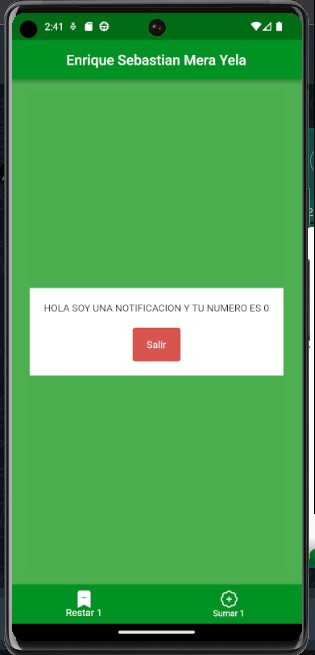 2:41
Enrique Sebastian Mera Yela
HOLA SOY UNA NOTIFICACION Y TU NUMERO ES 0
Salir
Restar 1
Sumar 1